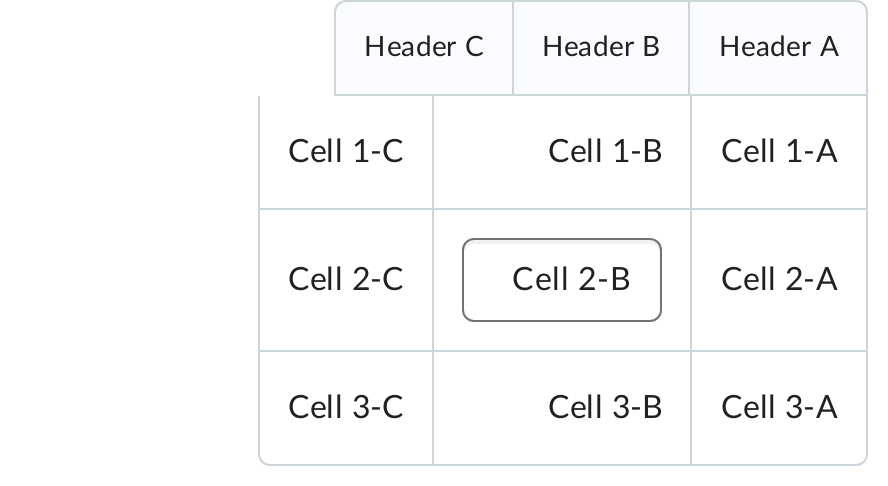 Header C Header B Header A
Cell 1-C Cell 1-B Cell 1-A
Cell 2-C Cell 2-B Cell 2-A
Cell 3-C Cell 3-B Cell 3-A